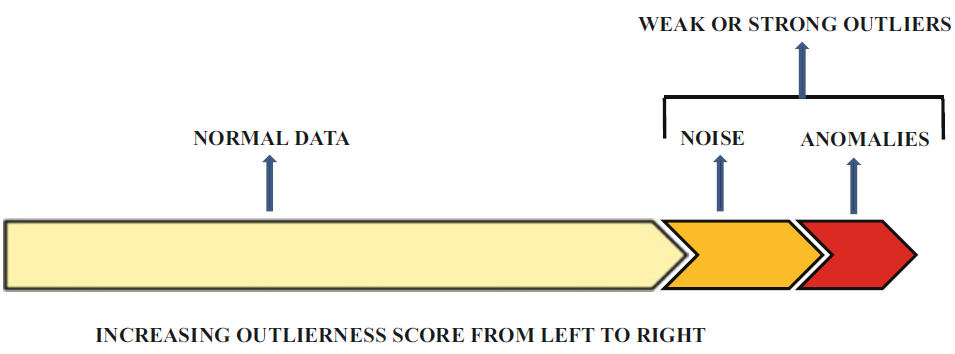 WEAK OR STRONG OUTLIERS
NORMAL DATA
NOISE
ANOMALIES
INCREASING OUTLIERNESS SCORE FROM LEFT TO RIGHT